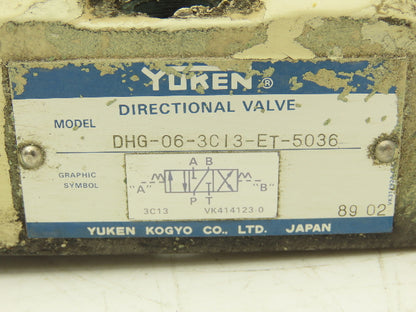 YUKEN®
DIRECTIONAL VALVE
MODEL DHG-06-3C13-ET-5036
GRAPHIC SYMBOL
A B
"A" "B"
P T
3C13 VK414123-0
89 02
YUKEN KOGYO CO., LTD. JAPAN